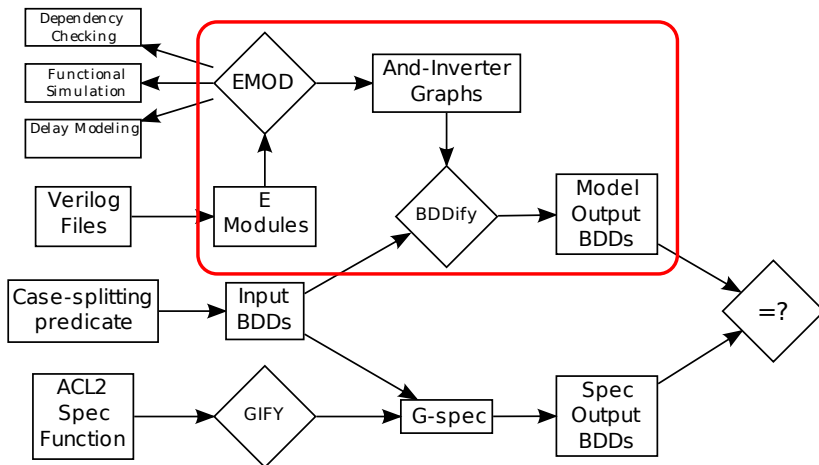 Dependency
Checking
Functional
Simulation
Delay Modeling
EMOD
And-Inverter
Graphs
Verilog
Files
E
Modules
BDDify
Model
Output
BDDs
Case-splitting
predicate
Input
BDDs
=?
ACL2
Spec
Function
GIFY
G-spec
Spec
Output
BDDs